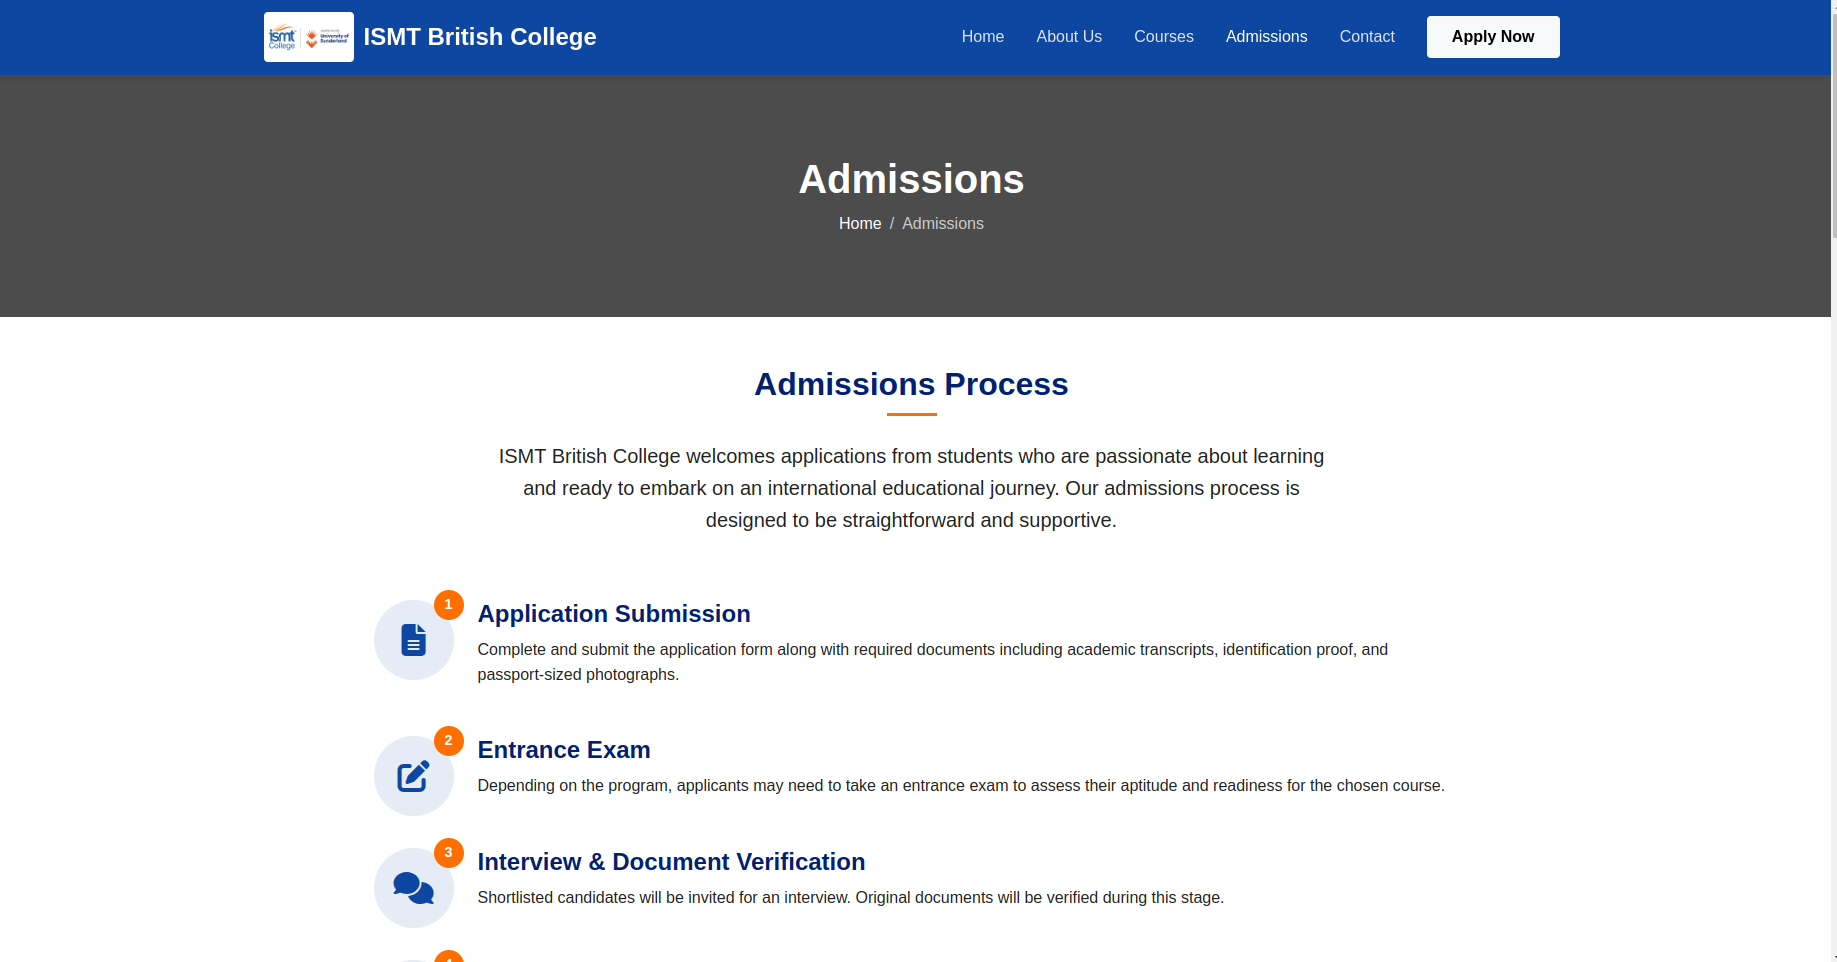 ismt
College
University of
Sunderland
ISMT British College
Home
About Us
Courses
Admissions
Contact
Apply Now
Admissions
Home / Admissions
Admissions Process
ISMT British College welcomes applications from students who are passionate about learning
and ready to embark on an international educational journey. Our admissions process is
designed to be straightforward and supportive.
1
Application Submission
Complete and submit the application form along with required documents including academic transcripts, identification proof, and
passport-sized photographs.
2
Entrance Exam
Depending on the program, applicants may need to take an entrance exam to assess their aptitude and readiness for the chosen course.
3
Interview & Document Verification
Shortlisted candidates will be invited for an interview. Original documents will be verified during this stage.